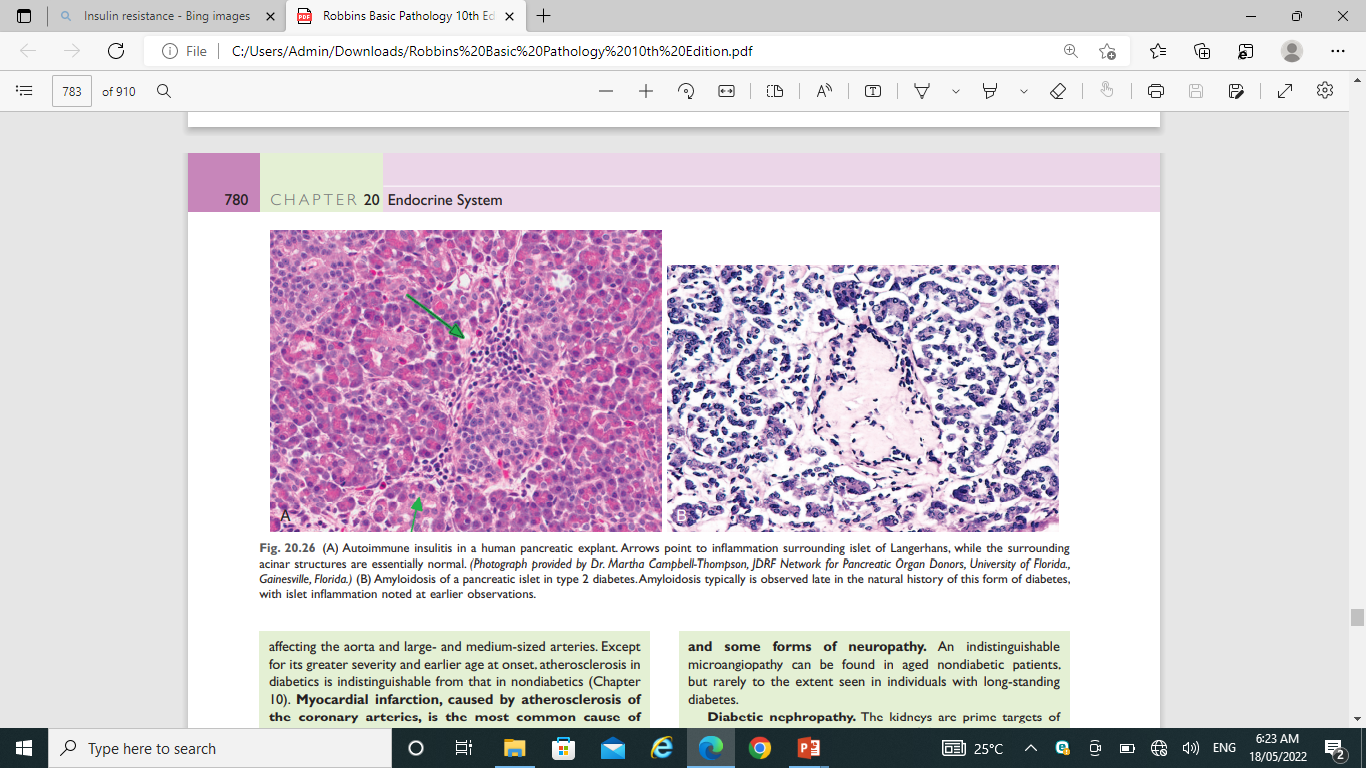 Insulin resistance - Bing images
Robbins Basic Pathology 10th Ed
File
C:/Users/Admin/Downloads/Robbins%20Basic%20Pathology%2010th%20Edition.pdf
783 of 910
780 CHAPTER 20 Endocrine System
A
B
Fig. 20.26 (A) Autoimmune insulitis in a human pancreatic explant. Arrows point to inflammation surrounding islet of Langerhans, while the surrounding
acinar structures are essentially normal. (Photograph provided by Dr. Martha Campbell-Thompson, JDRF Network for Pancreatic Organ Donors, University of Florida.,
Gainesville, Florida.) (B) Amyloidosis of a pancreatic islet in type 2 diabetes. Amyloidosis typically is observed late in the natural history of this form of diabetes,
with islet inflammation noted at earlier observations.
affecting the aorta and large- and medium-sized arteries. Except
for its greater severity and earlier age at onset, atherosclerosis in
diabetics is indistinguishable from that in nondiabetics (Chapter
10). Myocardial infarction, caused by atherosclerosis of
the coronary arteries, is the most common cause of
and some forms of neuropathy. An indistinguishable
microangiopathy can be found in aged nondiabetic patients,
but rarely to the extent seen in individuals with long-standing
diabetes.
Diabetic nephropathy. The kidneys are prime targets of
Type here to search
25°C
ENG
6:23 AM
18/05/2022
2